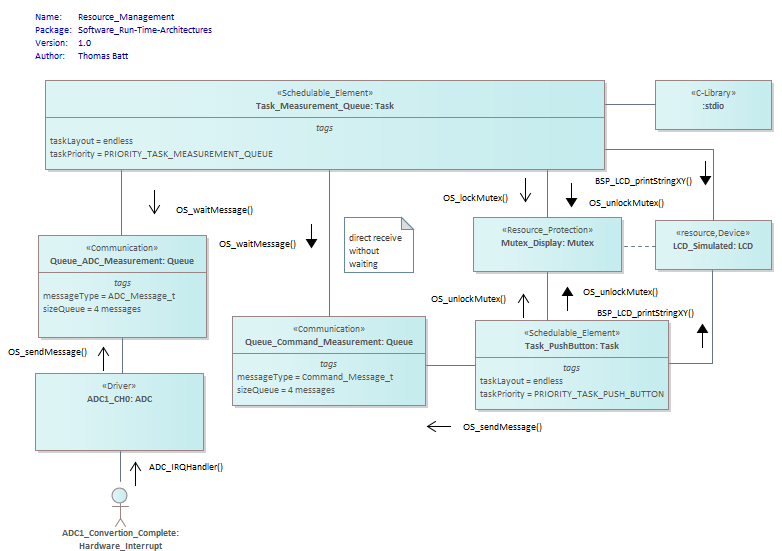 Name: Resource_Management
Package: Software_Run-Time-Architectures
Version: 1.0
Author: Thomas Batt
«Schedulable_Element»
Task_Measurement_Queue: Task
tags
taskLayout = endless
taskPriority = PRIORITY_TASK_MEASUREMENT_QUEUE
«C-Library»
:stdio
OS_waitMessage()
OS_waitMessage()
direct receive
without
waiting
OS_lockMutex()
OS_unlockMutex()
BSP_LCD_printStringXY()
«Communication»
Queue_ADC_Measurement: Queue
tags
messageType = ADC_Message_t
sizeQueue = 4 messages
«Resource_Protection»
Mutex_Display: Mutex
«resource,Device»
LCD_Simulated: LCD
OS_unlockMutex()
OS_unlockMutex()
BSP_LCD_printStringXY()
«Communication»
Queue_Command_Measurement: Queue
tags
messageType = Command_Message_t
sizeQueue = 4 messages
«Schedulable_Element»
Task_PushButton: Task
tags
taskLayout = endless
taskPriority = PRIORITY_TASK_PUSH_BUTTON
OS_sendMessage()
«Driver»
ADC1_CH0: ADC
OS_sendMessage()
ADC_IRQHandler()
ADC1_Convertion_Complete:
Hardware_Interrupt